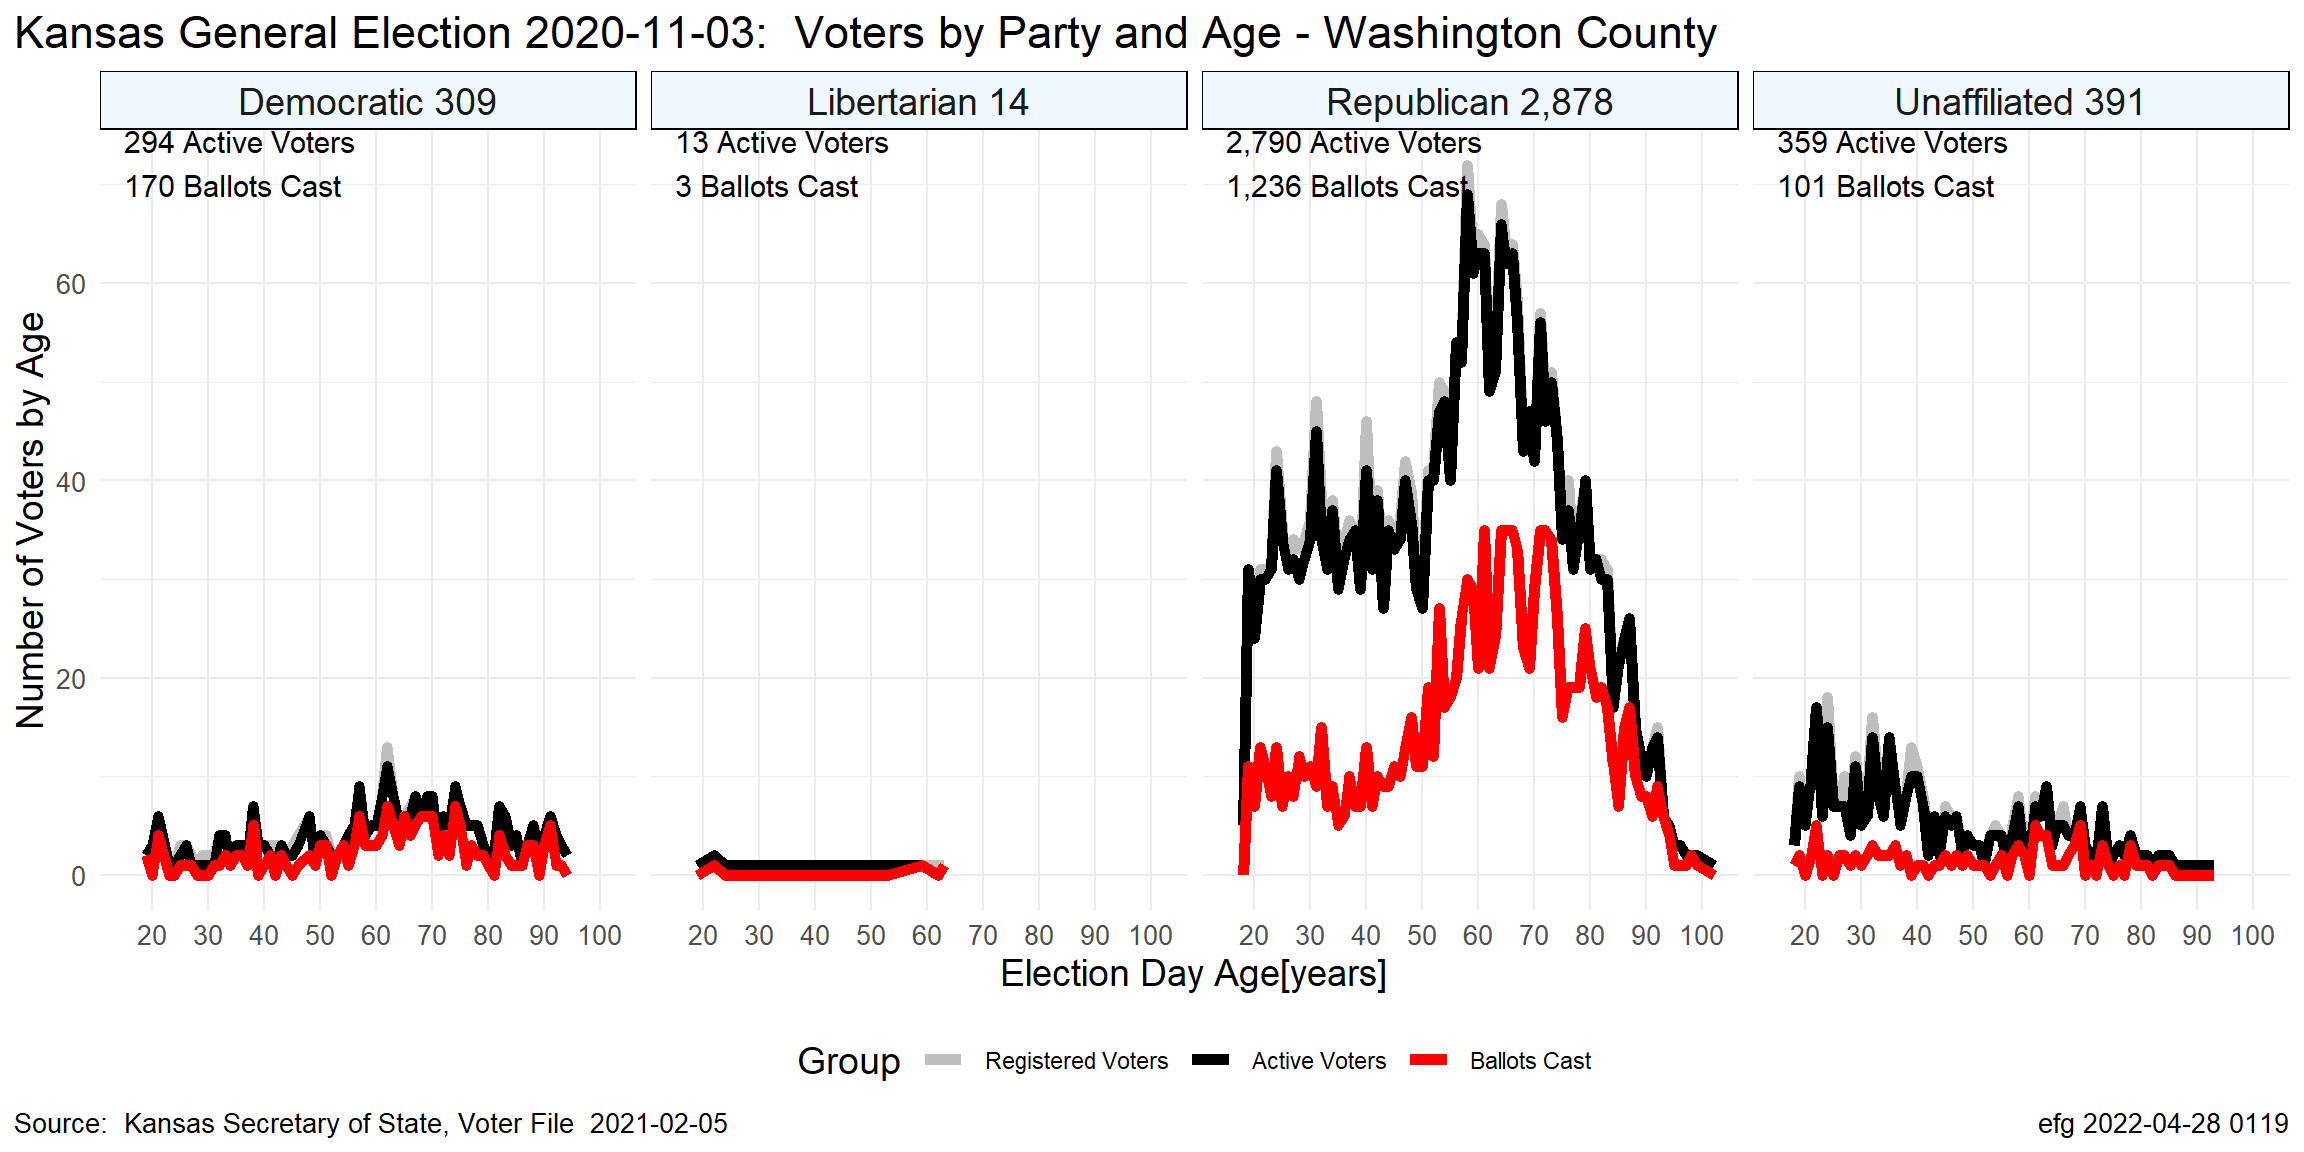 Kansas General Election 2020-11-03:  Voters by Party and Age - Washington County
Democratic 309
Libertarian 14
Republican 2,878
Unaffiliated 391
294 Active Voters
170 Ballots Cast
13 Active Voters
3 Ballots Cast
2,790 Active Voters
1,236 Ballots Cast
359 Active Voters
101 Ballots Cast
Number of Voters by Age
60
40
20
0
20 30 40 50 60 70 80 90 100
20 30 40 50 60 70 80 90 100
20 30 40 50 60 70 80 90 100
20 30 40 50 60 70 80 90 100
Election Day Age[years]
Group Registered Voters Active Voters Ballots Cast
Source:  Kansas Secretary of State, Voter File  2021-02-05
efg 2022-04-28 0119